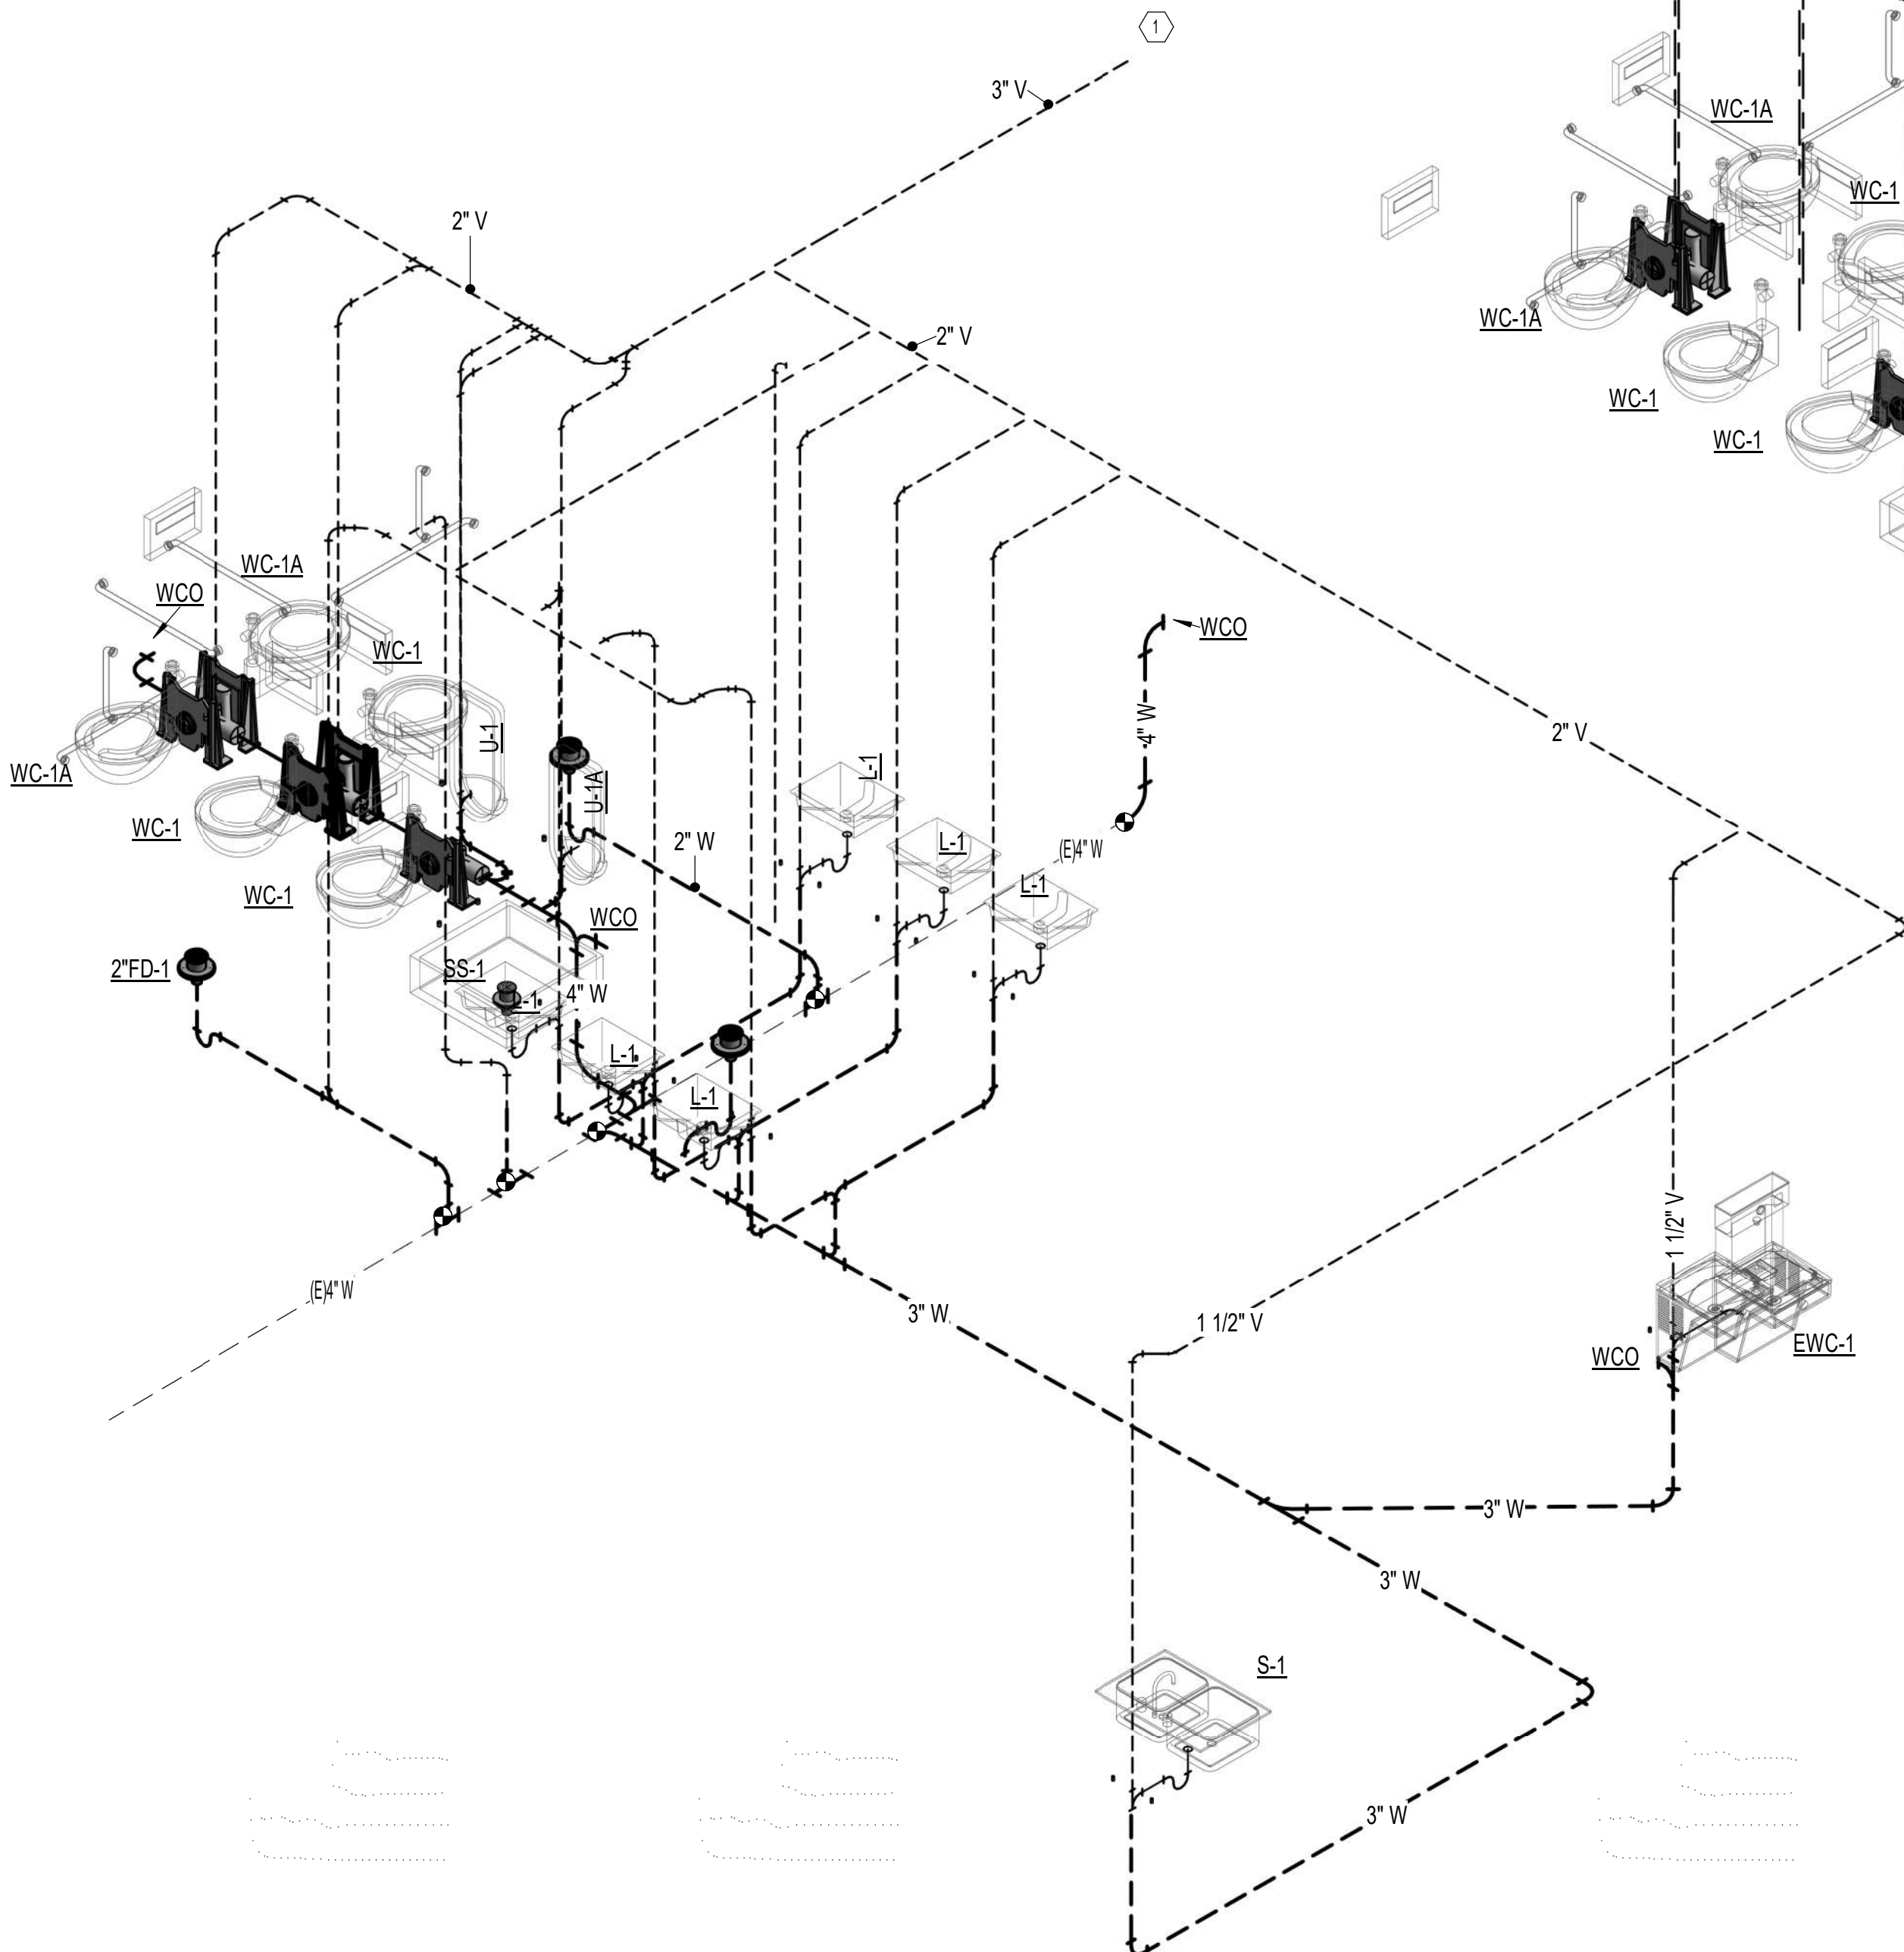 1
3" V
WC-1A
WC-1
2" V
WC-1A
2" V
WC-1
WC-1
WC-1A
WCO
WCO
WC-1
4" W
U-1
2" V
WC-1A
L-1
U-1A
WC-1
2" W
L-1
(E)4" W
L-1
WC-1
WCO
2"FD-1
SS-1
4" W
L-1
L-1
L-1
1 1/2" V
(E)4" W
3" W
1 1/2" V
WCO
EWC-1
3" W
3" W
S-1
3" W